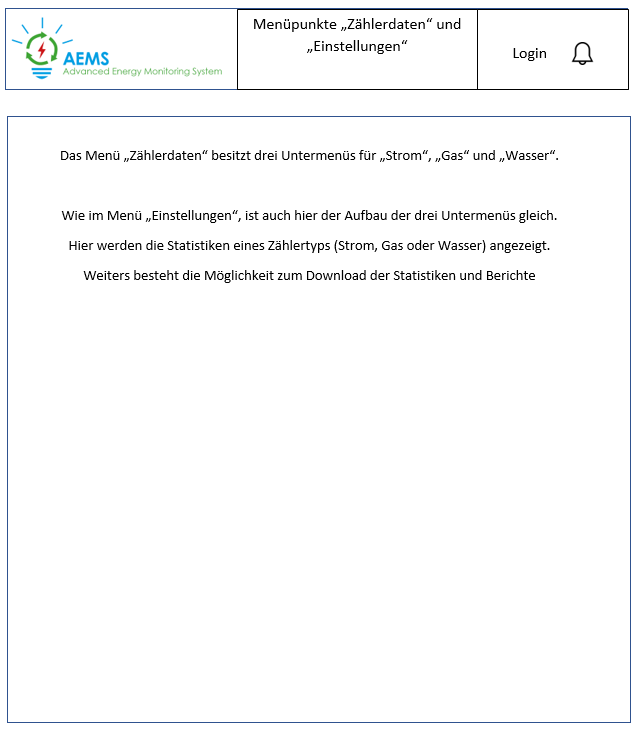 AEMS
Advanced Energy Monitoring System
Menüpunkte „Zählerdaten“ und
„Einstellungen“
Login
Das Menü „Zählerdaten“ besitzt drei Untermenüs für „Strom“, „Gas“ und „Wasser“.
Wie im Menü „Einstellungen“, ist auch hier der Aufbau der drei Untermenüs gleich.
Hier werden die Statistiken eines Zählertyps (Strom, Gas oder Wasser) angezeigt.
Weiters besteht die Möglichkeit zum Download der Statistiken und Berichte